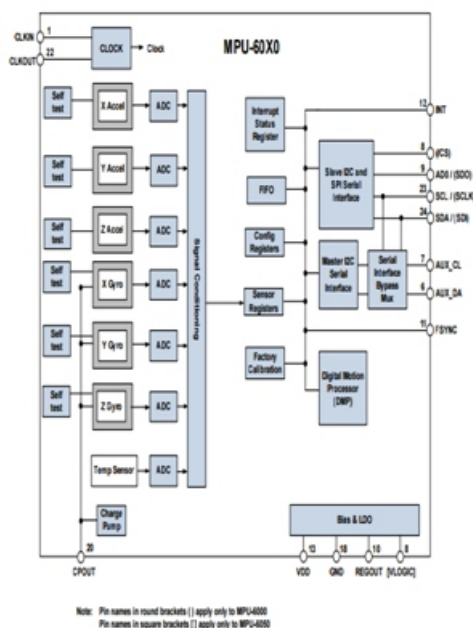 MPU-60X0
CLKIN 1
CLKOUT 22
CLOCK
Clock
Self test
X Accel
ADC
Self test
Y Accel
ADC
Self test
Z Accel
ADC
Self test
X Gyro
ADC
Self test
Y Gyro
ADC
Self test
Z Gyro
ADC
Temp Sensor
ADC
Signal Conditioning
Charge Pump
20
CPOUT
Interrupt Status Register
FIFO
Config Registers
Sensor Registers
Factory Calibration
Slave I2C and SPI Serial Interface
Master I2C Serial Interface
Serial Interface Bypass Mux
Digital Motion Processor (DMP)
12 INT
8 (/CS)
9 AD0 / (SDO)
23 SCL / (SCLK
24 SDA / (SDI)
7 AUX_CL
6 AUX_DA
11 FSYNC
Bias & LDO
13 18 10 8
VDD GND REGOUT [VLOGIC]
Note: Pin names in round brackets ( ) apply only to MPU-6000
Pin names in square brackets [ ] apply only to MPU-6050